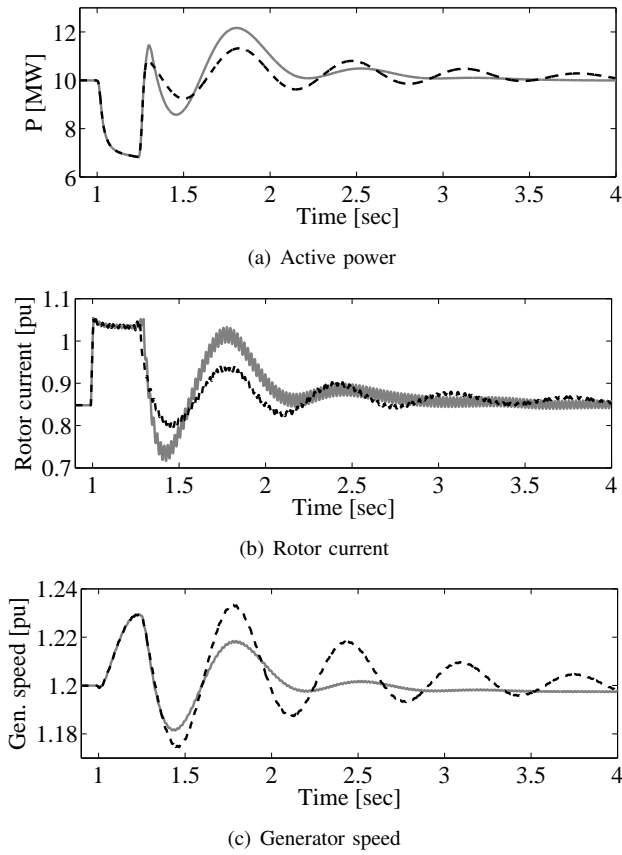 12
10
8
6
P [MW]
1 1.5 2 2.5 3 3.5 4
Time [sec]
(a) Active power
1.1
1
0.9
0.8
0.7
Rotor current [pu]
1 1.5 2 2.5 3 3.5 4
Time [sec]
(b) Rotor current
1.24
1.22
1.2
1.18
Gen. speed [pu]
1 1.5 2 2.5 3 3.5 4
Time [sec]
(c) Generator speed